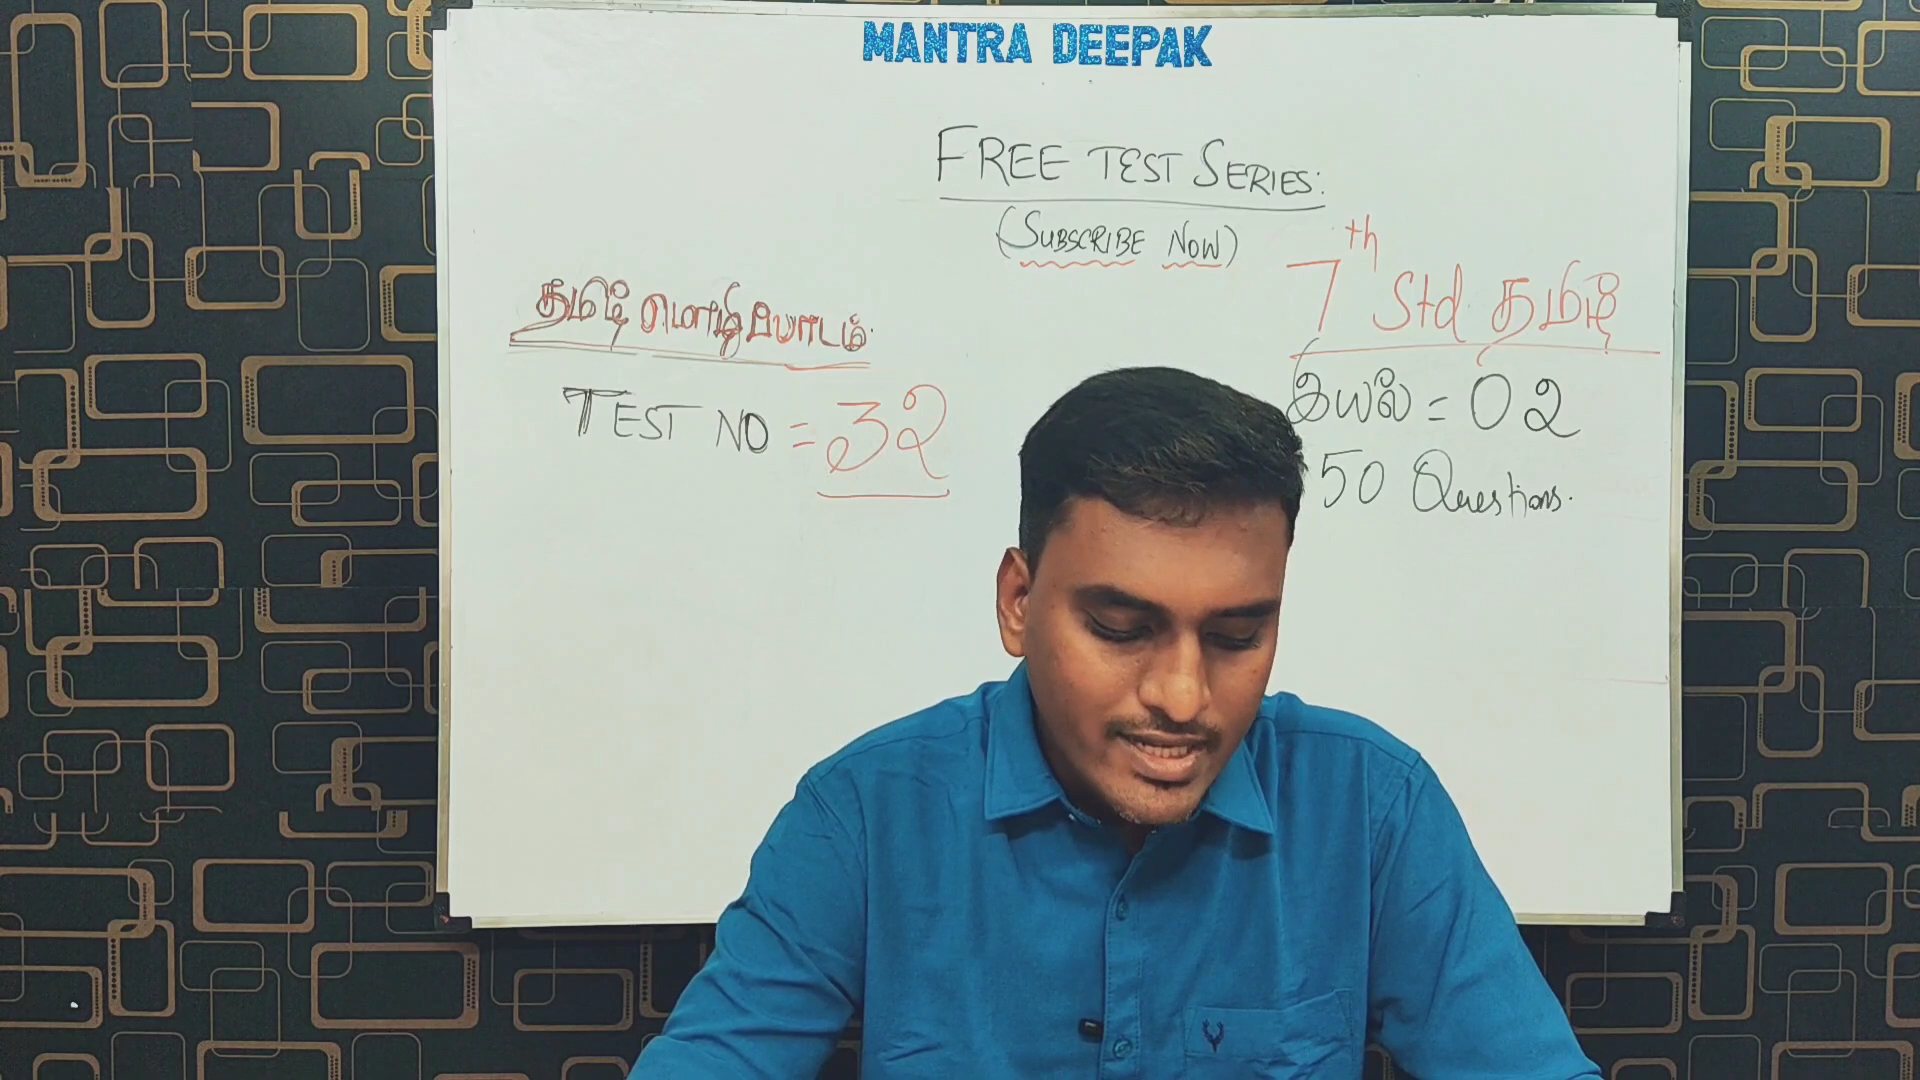 MANTRA DEEPAK
FREE TEST SERIES:
(SUBSCRIBE NOW)
தமிழ் மொழிப்பாடம்
TEST NO = 32
7th Std தமிழ்
இயல் = 02
50 Questions.